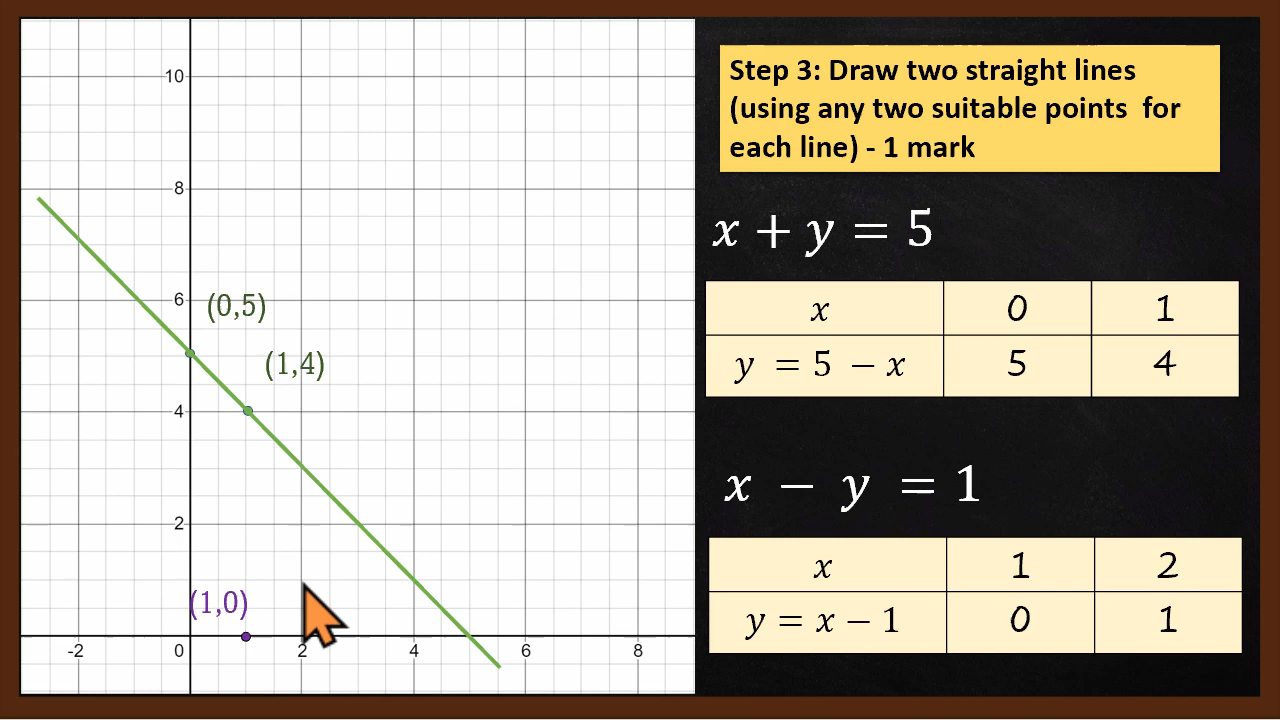 Step 3: Draw two straight lines
(using any two suitable points for
each line) - 1 mark
x + y = 5
x 0 1
y = 5 − x 5 4
x − y = 1
x 1 2
y = x − 1 0 1
10
8
6
(0,5)
(1,4)
4
2
(1,0)
-2 0 2 4 6 8